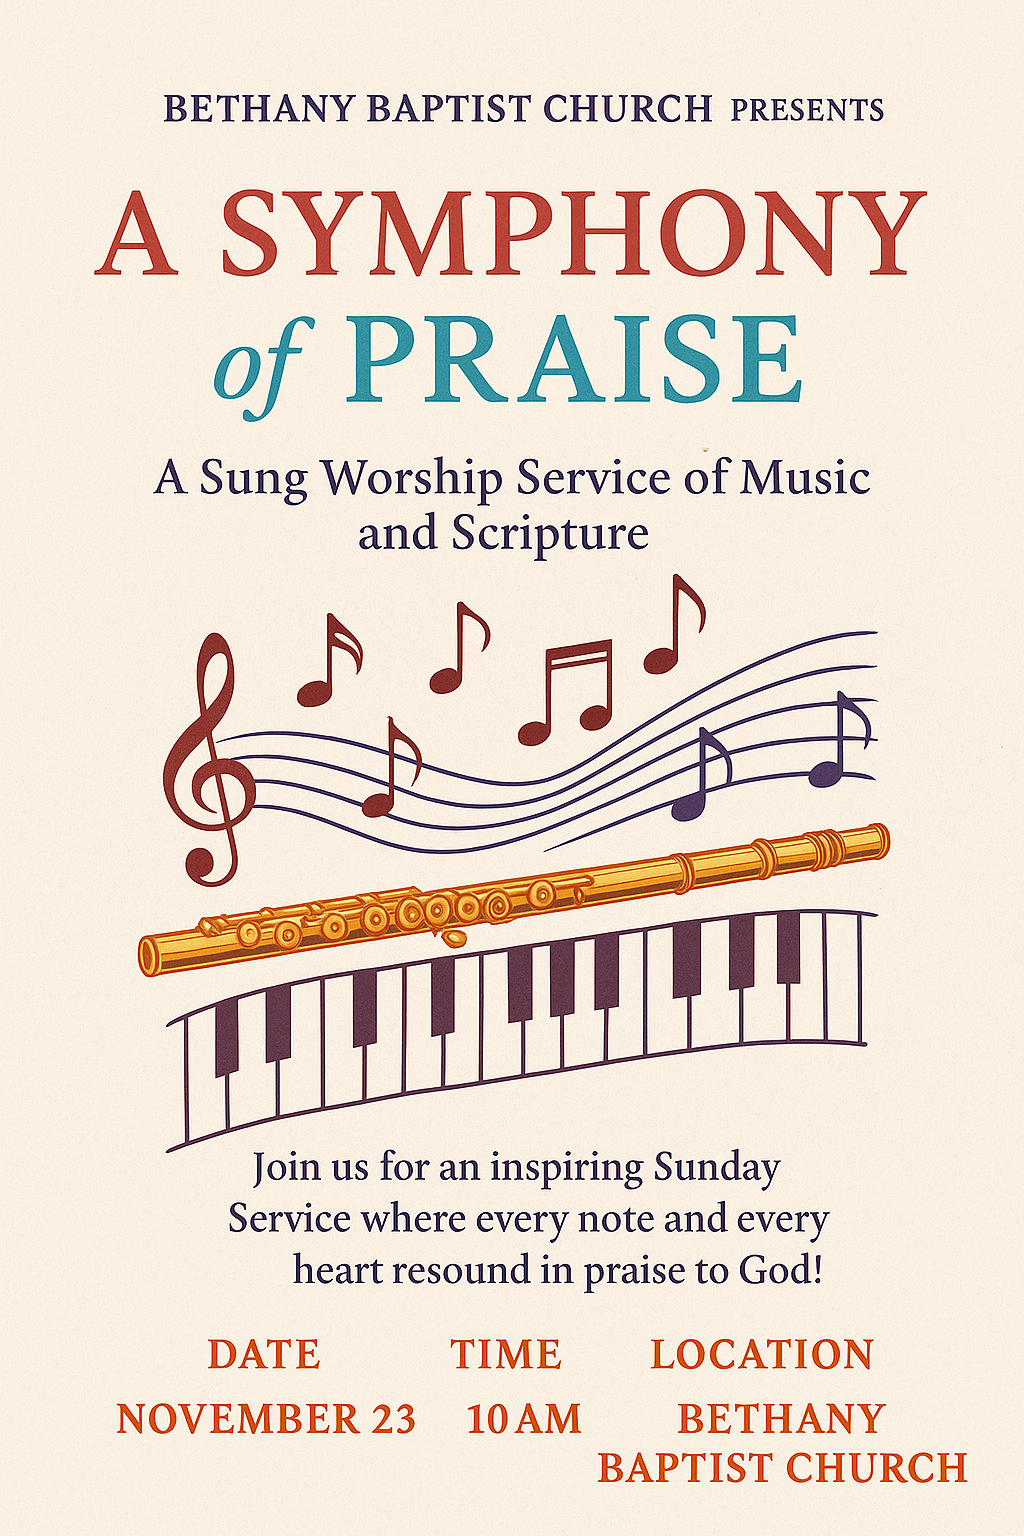 BETHANY BAPTIST CHURCH PRESENTS
A SYMPHONY
of PRAISE
A Sung Worship Service of Music
and Scripture
Join us for an inspiring Sunday
Service where every note and every
heart resound in praise to God!
DATE
NOVEMBER 23
TIME
10 AM
LOCATION
BETHANY
BAPTIST CHURCH